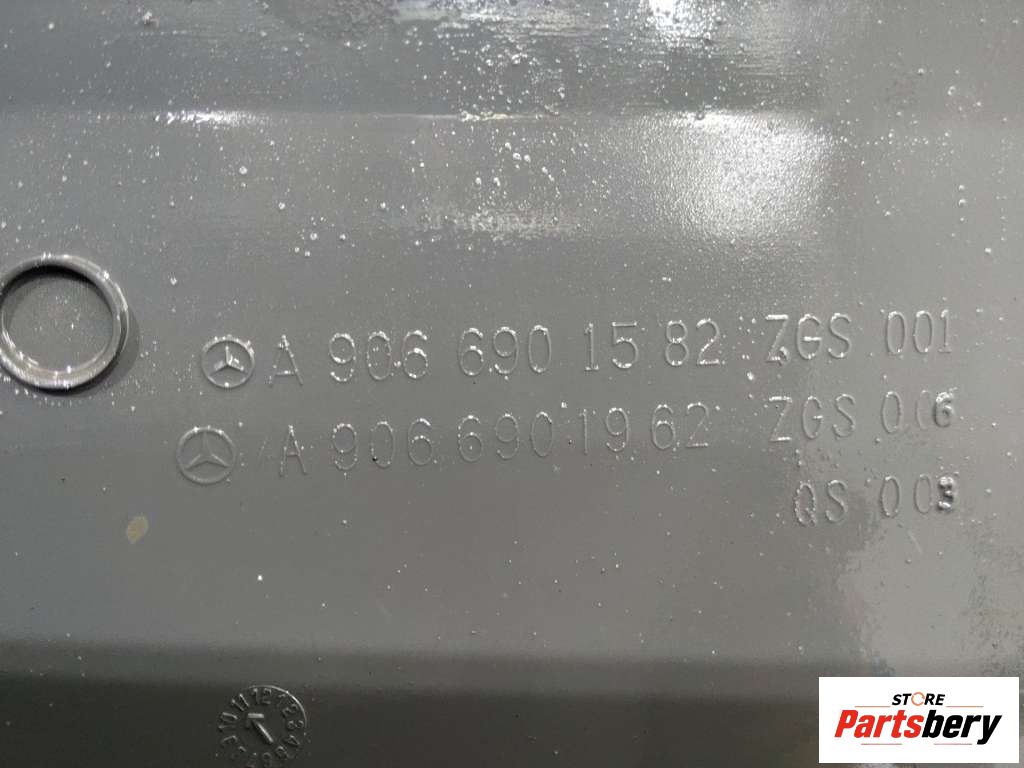 A 906 690 15 82 ZGS 001
A 906 690 19 62 ZGS 006
QS 003
STORE
Partsbery